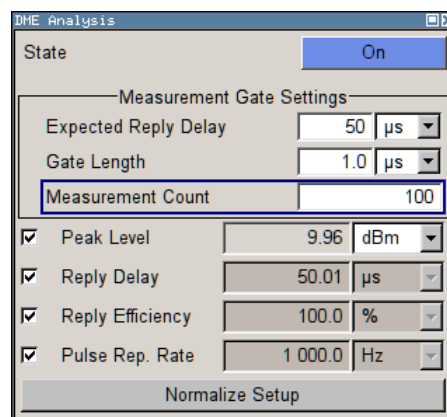 DME Analysis
State On
Measurement Gate Settings
Expected Reply Delay 50 µs
Gate Length 1.0 µs
Measurement Count 100
Peak Level 9.96 dBm
Reply Delay 50.01 µs
Reply Efficiency 100.0 %
Pulse Rep. Rate 1 000.0 Hz
Normalize Setup